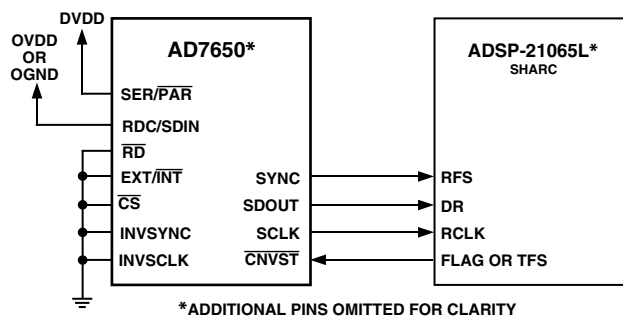 DVDD
OVDD
OR
OGND
AD7650*
SER/PAR
RDC/SDIN
RD
EXT/INT
CS
INVSYNC
INVSCLK
SYNC
SDOUT
SCLK
CNVST
ADSP-21065L*
SHARC
RFS
DR
RCLK
FLAG OR TFS
*ADDITIONAL PINS OMITTED FOR CLARITY